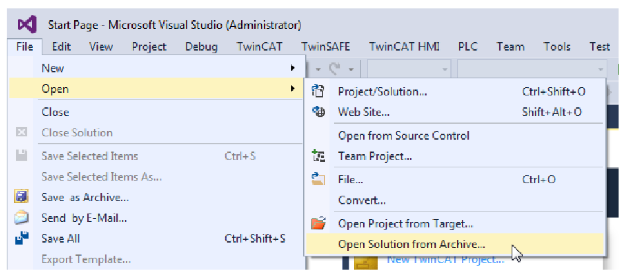 Start Page - Microsoft Visual Studio (Administrator)
File Edit View Project Debug TwinCAT TwinSAFE TwinCAT HMI PLC Team Tools Test
New
Open
Close
Close Solution
Save Selected Items Ctrl+S
Save Selected Items As...
Save as Archive...
Send by E-Mail...
Save All Ctrl+Shift+S
Export Template...
Project/Solution... Ctrl+Shift+O
Web Site... Shift+Alt+O
Open from Source Control
Team Project...
File... Ctrl+O
Convert...
Open Project from Target...
Open Solution from Archive...
New TwinCAT Project...